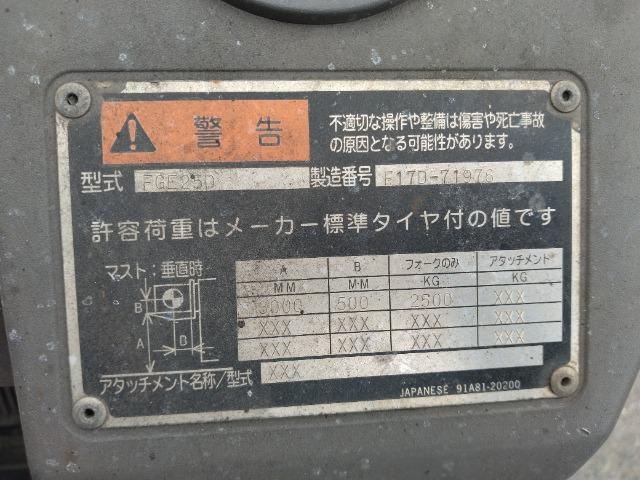 警告
不適切な操作や整備は傷害や死亡事故
の原因となる可能性があります。
型式 FGE25D 製造番号 F17D-71976
許容荷重はメーカー標準タイヤ付の値です
マスト:垂直時
A B フォークのみ アタッチメント
MM M·M KG KG
3000 500 2500 XXX
XXX XXX XXX XXX
XXX XXX XXX XXX
B
A
D
アタッチメント名称/型式 XXX
JAPANESE 91A81-20200